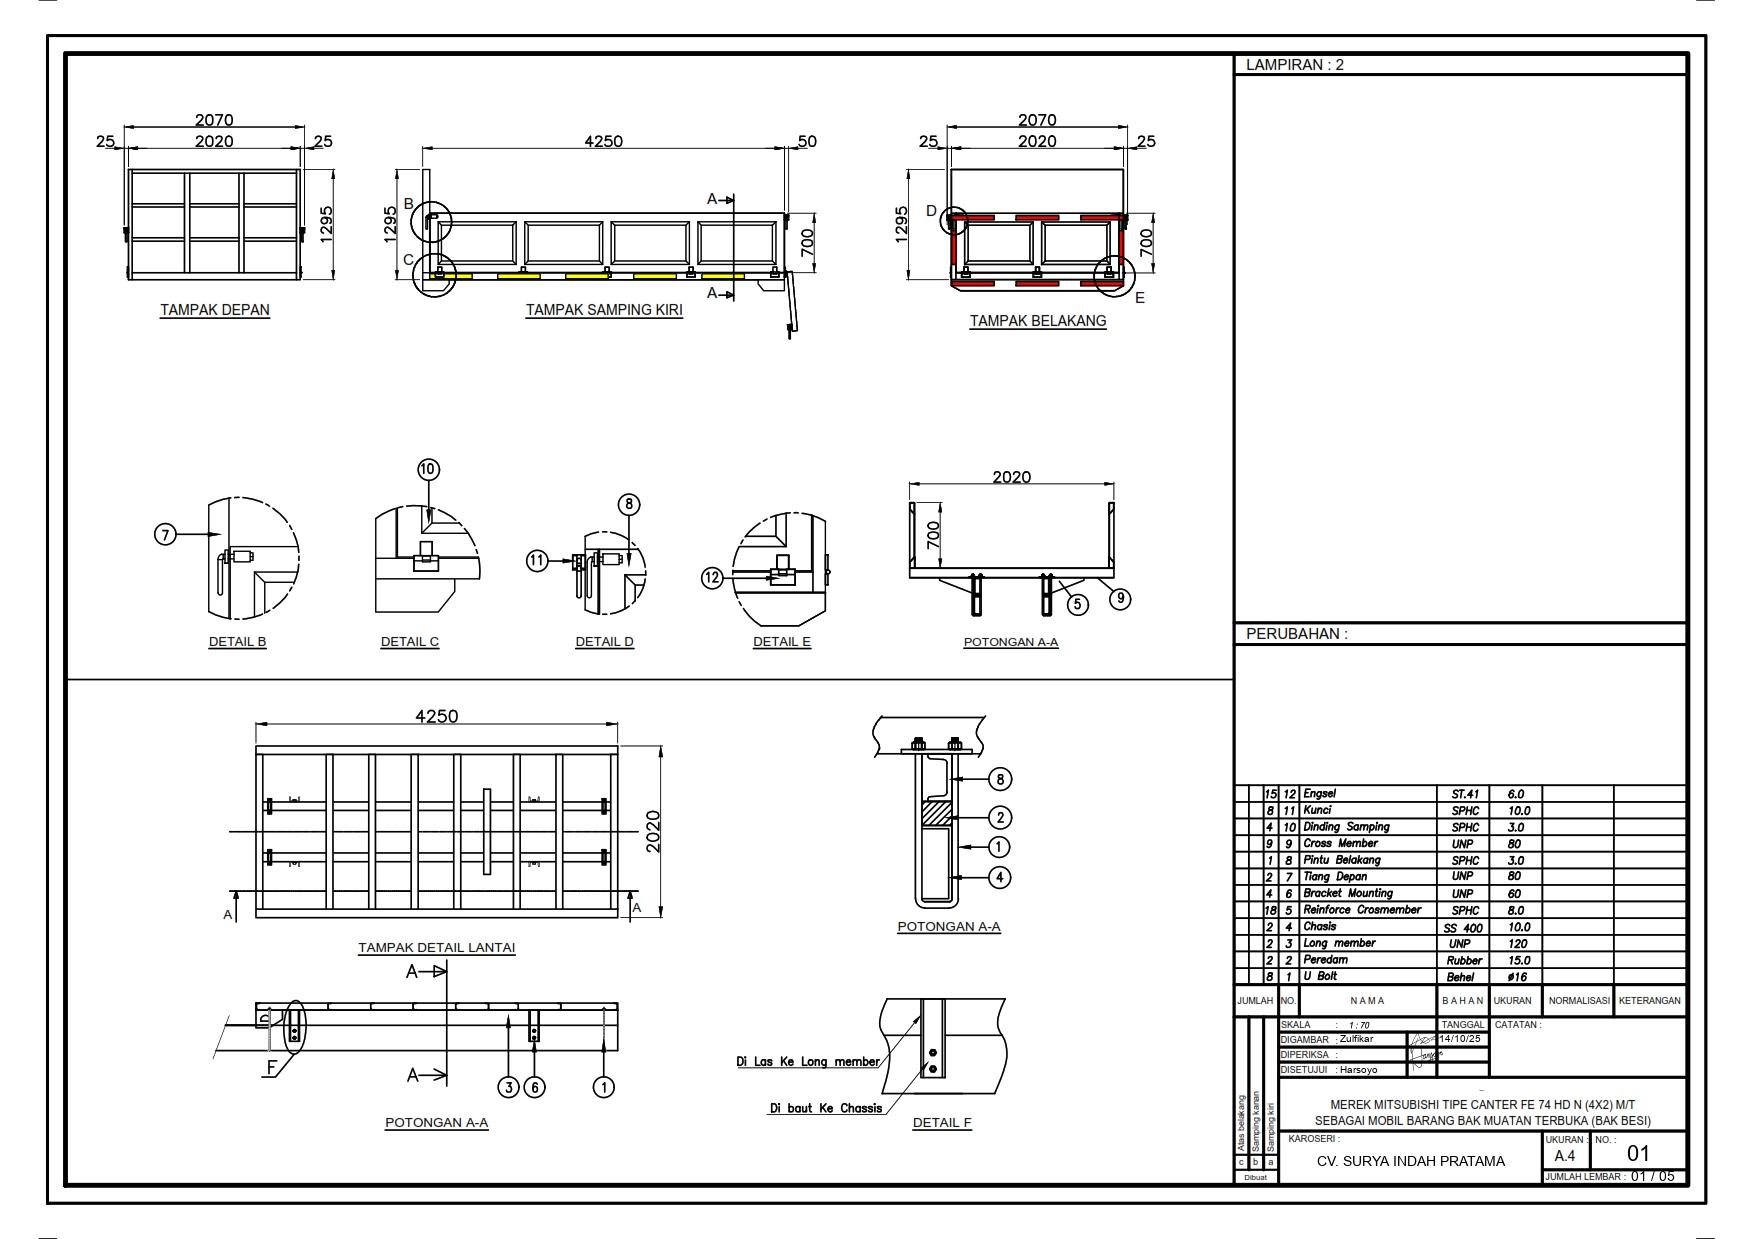 LAMPIRAN : 2
2070
25 2020 25
1295
TAMPAK DEPAN
4250 50
1295
B
C
A
A
700
TAMPAK SAMPING KIRI
2070
25 2020 25
1295
D
700
E
TAMPAK BELAKANG
7
DETAIL B
10
DETAIL C
8
11
DETAIL D
12
DETAIL E
2020
700
5
9
POTONGAN A-A
PERUBAHAN :
4250
2020
A
A
TAMPAK DETAIL LANTAI
8
2
1
4
POTONGAN A-A
A
F
A
3
6
1
POTONGAN A-A
Di Las Ke Long member
Di baut Ke Chassis
DETAIL F
15 12 Engsel ST.41 6.0
8 11 Kunci SPHC 10.0
4 10 Dinding Samping SPHC 3.0
9 9 Cross Member UNP 80
1 8 Pintu Belakang SPHC 3.0
2 7 Tiang Depan UNP 80
4 6 Bracket Mounting UNP 60
18 5 Reinforce Crosmember SPHC 8.0
2 4 Chasis SS 400 10.0
2 3 Long member UNP 120
2 2 Peredam Rubber 15.0
8 1 U Bolt Behel ø16
JUMLAH NO. NAMA BAHAN UKURAN NORMALISASI KETERANGAN
SKALA : 1 : 70 TANGGAL CATATAN :
DIGAMBAR : Zulfikar 14/10/25
DIPERIKSA :
DISETUJUI : Harsoyo
Atas belakang
Samping kanan
Samping kiri
c b a
Dibuat
MEREK MITSUBISHI TIPE CANTER FE 74 HD N (4X2) M/T
SEBAGAI MOBIL BARANG BAK MUATAN TERBUKA (BAK BESI)
KAROSERI :
CV. SURYA INDAH PRATAMA
UKURAN : NO. :
A.4 01
JUMLAH LEMBAR : 01 / 05